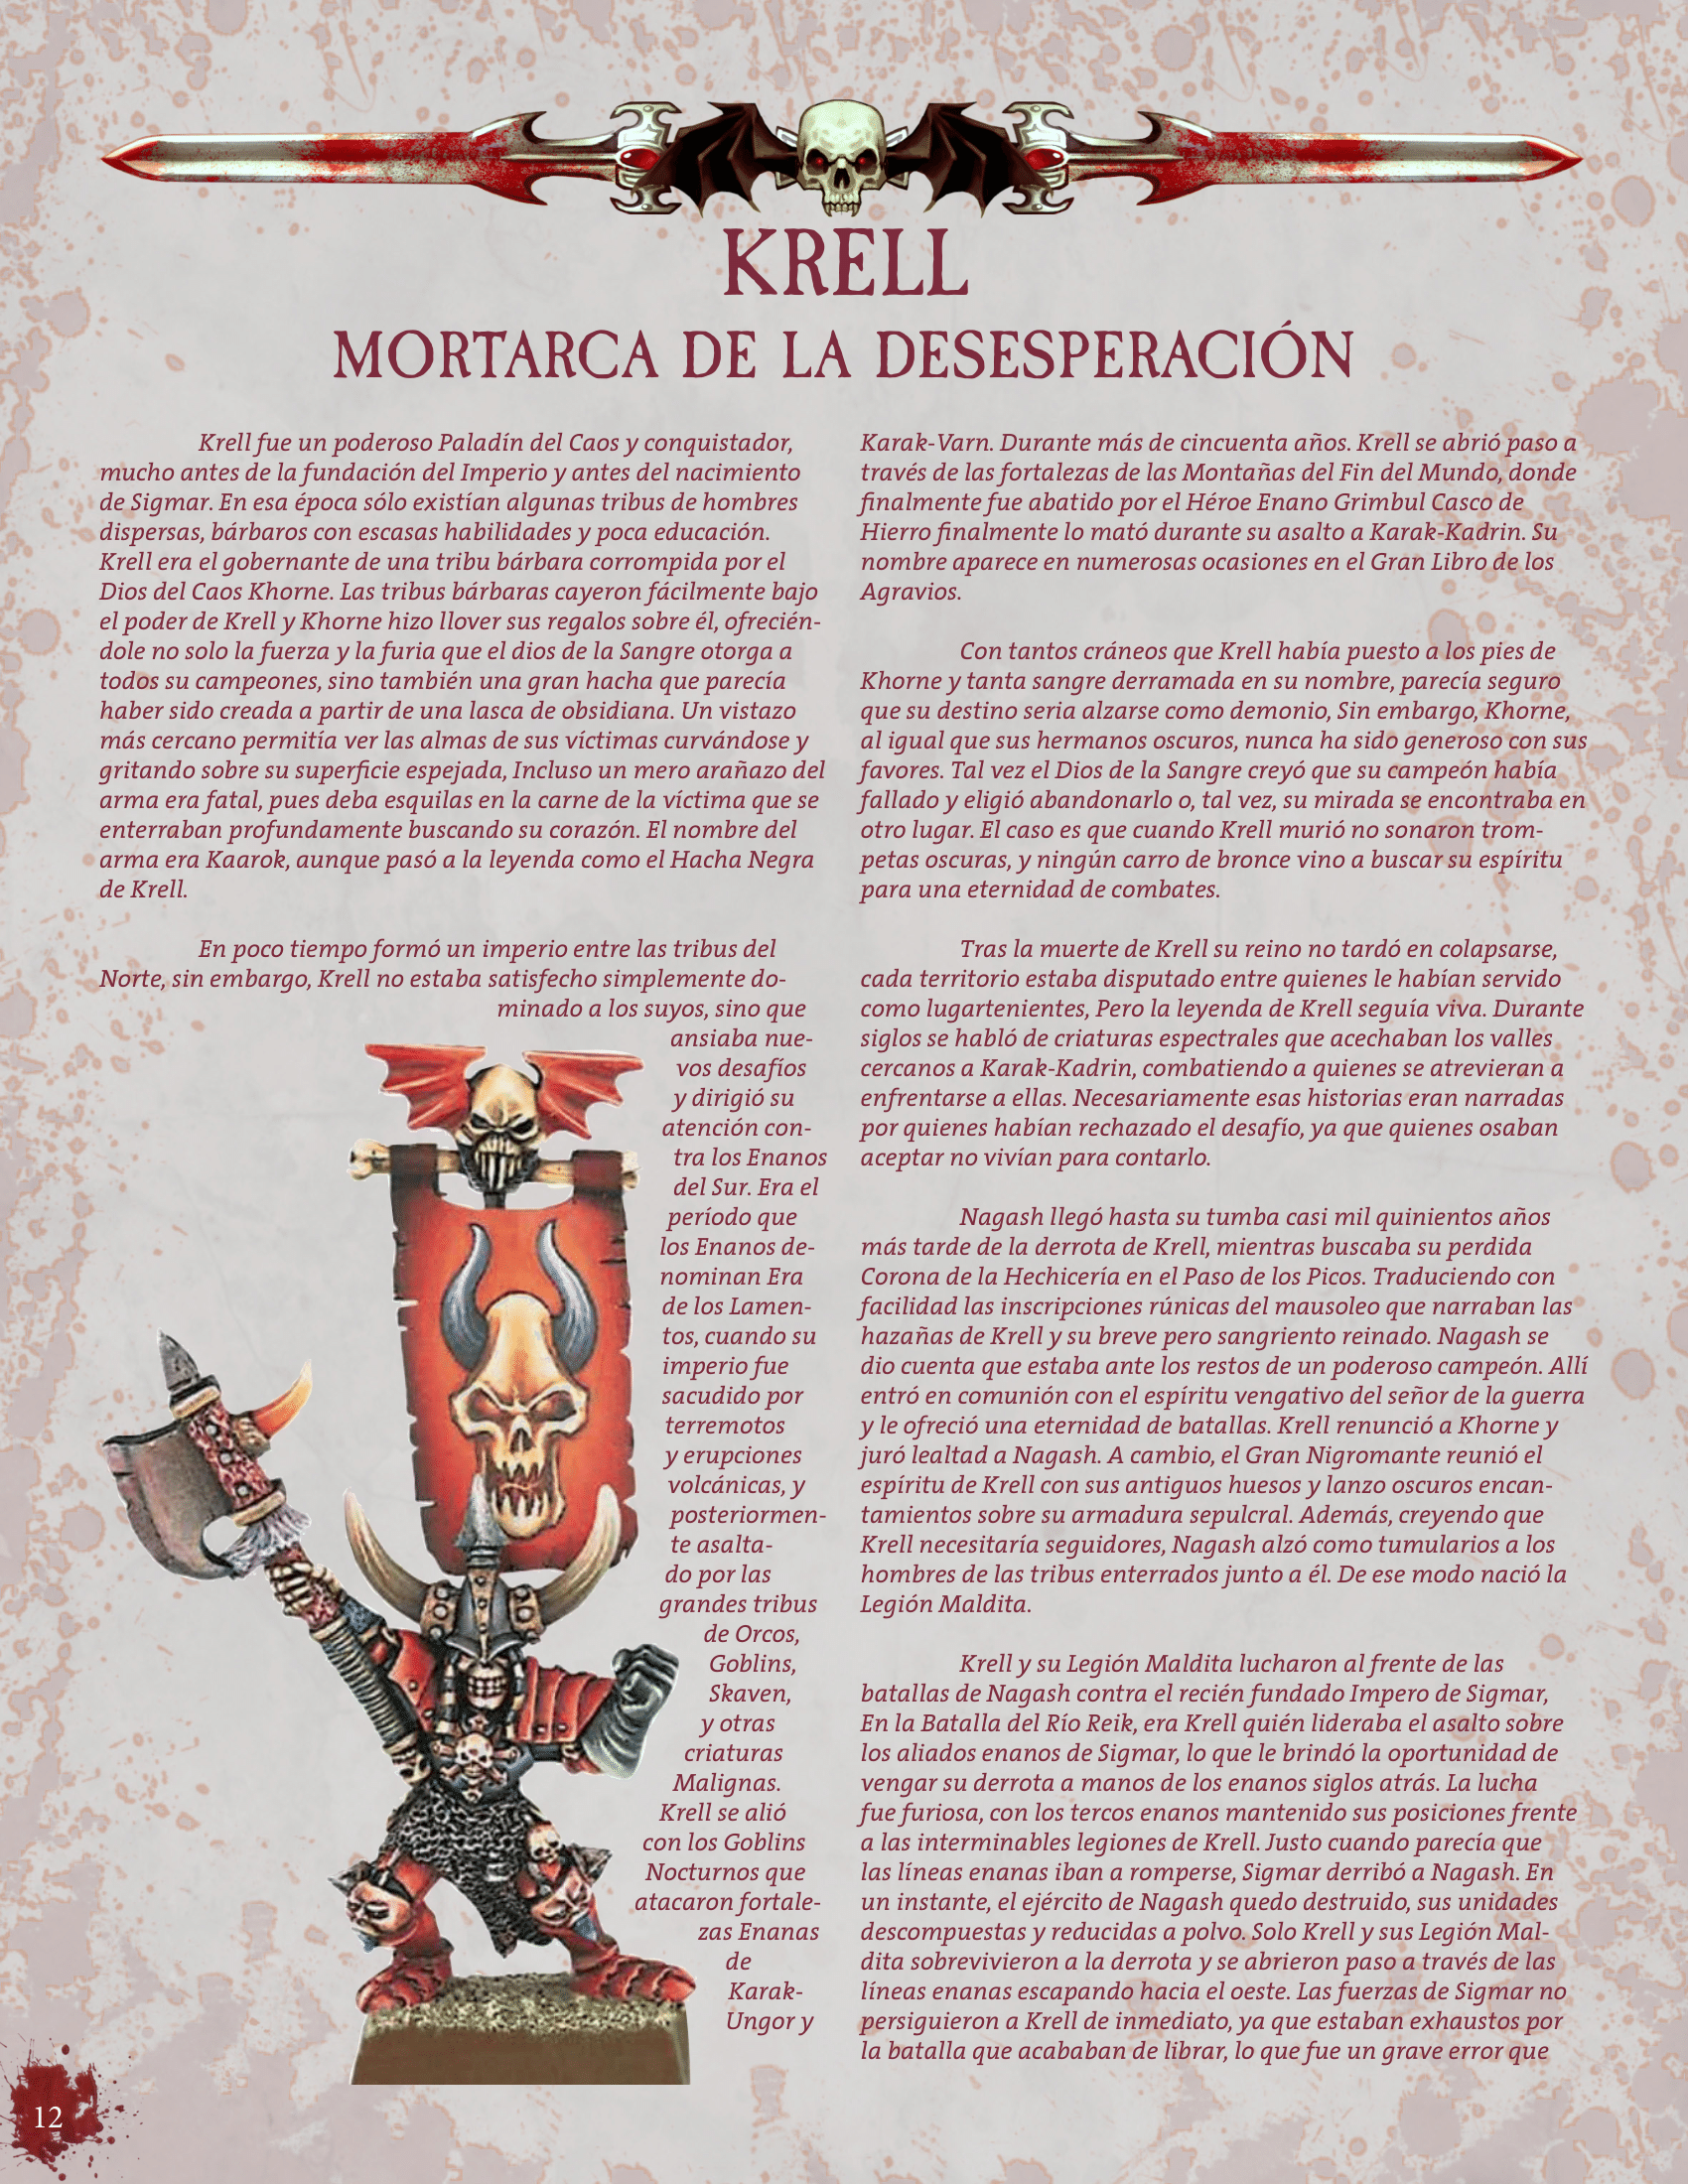 KRELL
MORTARCA DE LA DESESPERACIÓN
Krell fue un poderoso Paladín del Caos y conquistador,
mucho antes de la fundación del Imperio y antes del nacimiento
de Sigmar. En esa época sólo existían algunas tribus de hombres
dispersas, bárbaros con escasas habilidades y poca educación.
Krell era el gobernante de una tribu bárbara corrompida por el
Dios del Caos Khorne. Las tribus bárbaras cayeron fácilmente bajo
el poder de Krell y Khorne hizo llover sus regalos sobre él, ofrecién-
dole no solo la fuerza y la furia que el dios de la Sangre otorga a
todos su campeones, sino también una gran hacha que parecía
haber sido creada a partir de una lasca de obsidiana. Un vistazo
más cercano permitía ver las almas de sus víctimas curvándose y
gritando sobre su superficie espejada, Incluso un mero arañazo del
arma era fatal, pues deba esquilas en la carne de la víctima que se
enterraban profundamente buscando su corazón. El nombre del
arma era Kaarok, aunque pasó a la leyenda como el Hacha Negra
de Krell.
En poco tiempo formó un imperio entre las tribus del
Norte, sin embargo, Krell no estaba satisfecho simplemente do-
minado a los suyos, sino que
ansiaba nue-
vos desafíos
y dirigió su
atención con-
tra los Enanos
del Sur. Era el
período que
los Enanos de-
nominan Era
de los Lamen-
tos, cuando su
imperio fue
sacudido por
terremotos
y erupciones
volcánicas, y
posteriormen-
te asalta-
do por las
grandes tribus
de Orcos,
Goblins,
Skaven,
y otras
criaturas
Malignas.
Krell se alió
con los Goblins
Nocturnos que
atacaron fortale-
zas Enanas
de
Karak-
Ungor y
Karak-Varn. Durante más de cincuenta años. Krell se abrió paso a
través de las fortalezas de las Montañas del Fin del Mundo, donde
finalmente fue abatido por el Héroe Enano Grimbul Casco de
Hierro finalmente lo mató durante su asalto a Karak-Kadrin. Su
nombre aparece en numerosas ocasiones en el Gran Libro de los
Agravios.
Con tantos cráneos que Krell había puesto a los pies de
Khorne y tanta sangre derramada en su nombre, parecía seguro
que su destino seria alzarse como demonio, Sin embargo, Khorne,
al igual que sus hermanos oscuros, nunca ha sido generoso con sus
favores. Tal vez el Dios de la Sangre creyó que su campeón había
fallado y eligió abandonarlo o, tal vez, su mirada se encontraba en
otro lugar. El caso es que cuando Krell murió no sonaron trom-
petas oscuras, y ningún carro de bronce vino a buscar su espíritu
para una eternidad de combates.
Tras la muerte de Krell su reino no tardó en colapsarse,
cada territorio estaba disputado entre quienes le habían servido
como lugartenientes, Pero la leyenda de Krell seguía viva. Durante
siglos se habló de criaturas espectrales que acechaban los valles
cercanos a Karak-Kadrin, combatiendo a quienes se atrevieran a
enfrentarse a ellas. Necesariamente esas historias eran narradas
por quienes habían rechazado el desafío, ya que quienes osaban
aceptar no vivían para contarlo.
Nagash llegó hasta su tumba casi mil quinientos años
más tarde de la derrota de Krell, mientras buscaba su perdida
Corona de la Hechicería en el Paso de los Picos. Traduciendo con
facilidad las inscripciones rúnicas del mausoleo que narraban las
hazañas de Krell y su breve pero sangriento reinado. Nagash se
dio cuenta que estaba ante los restos de un poderoso campeón. Allí
entró en comunión con el espíritu vengativo del señor de la guerra
y le ofreció una eternidad de batallas. Krell renunció a Khorne y
juró lealtad a Nagash. A cambio, el Gran Nigromante reunió el
espíritu de Krell con sus antiguos huesos y lanzo oscuros encan-
tamientos sobre su armadura sepulcral. Además, creyendo que
Krell necesitaría seguidores, Nagash alzó como tumularios a los
hombres de las tribus enterrados junto a él. De ese modo nació la
Legión Maldita.
Krell y su Legión Maldita lucharon al frente de las
batallas de Nagash contra el recién fundado Impero de Sigmar,
En la Batalla del Río Reik, era Krell quién lideraba el asalto sobre
los aliados enanos de Sigmar, lo que le brindó la oportunidad de
vengar su derrota a manos de los enanos siglos atrás. La lucha
fue furiosa, con los tercos enanos mantenido sus posiciones frente
a las interminables legiones de Krell. Justo cuando parecía que
las líneas enanas iban a romperse, Sigmar derribó a Nagash. En
un instante, el ejército de Nagash quedo destruido, sus unidades
descompuestas y reducidas a polvo. Solo Krell y sus Legión Mal-
dita sobrevivieron a la derrota y se abrieron paso a través de las
líneas enanas escapando hacia el oeste. Las fuerzas de Sigmar no
persiguieron a Krell de inmediato, ya que estaban exhaustos por
la batalla que acababan de librar, lo que fue un grave error que
12